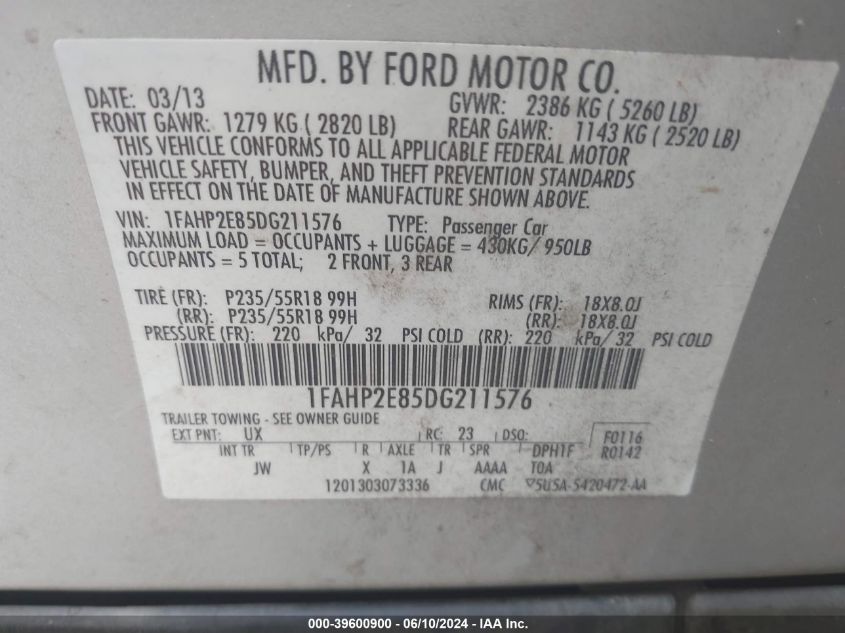 MFD. BY FORD MOTOR CO.
DATE: 03/13 GVWR: 2386 KG ( 5260 LB)
FRONT GAWR: 1279 KG ( 2820 LB) REAR GAWR: 1143 KG ( 2520 LB)
THIS VEHICLE CONFORMS TO ALL APPLICABLE FEDERAL MOTOR
VEHICLE SAFETY, BUMPER, AND THEFT PREVENTION STANDARDS
IN EFFECT ON THE DATE OF MANUFACTURE SHOWN ABOVE.
VIN: 1FAHP2E85DG211576 TYPE: Passenger Car
MAXIMUM LOAD = OCCUPANTS + LUGGAGE = 430KG/ 950LB
OCCUPANTS = 5 TOTAL; 2 FRONT, 3 REAR
TIRE (FR): P235/55R18 99H RIMS (FR): 18X8.0J
(RR): P235/55R18 99H (RR): 18X8.0J
PRESSURE (FR): 220 kPa/ 32 PSI COLD (RR): 220 kPa/ 32 PSI COLD
1FAHP2E85DG211576
TRAILER TOWING - SEE OWNER GUIDE
EXT PNT: UX RC: 23 DSO: F0116
INT TR TP/PS R AXLE TR SPR DPH1F R0142
JW X 1A J AAAA T0A
1201303073336 CMC ▽5U5A-5420472-AA
000-39600900 - 06/10/2024 - IAA Inc.